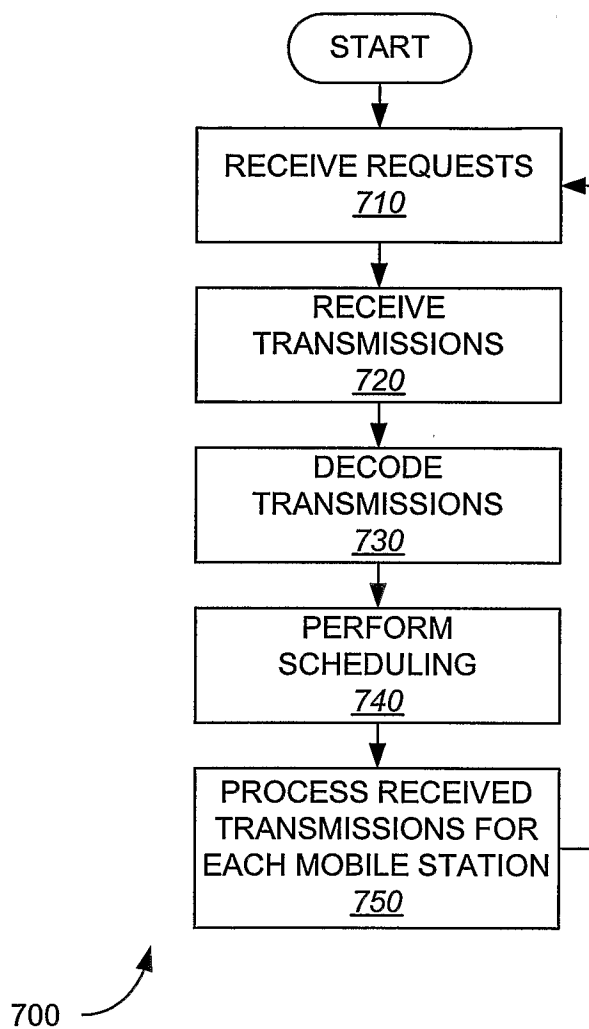 START
RECEIVE REQUESTS
710
RECEIVE
TRANSMISSIONS
720
DECODE
TRANSMISSIONS
730
PERFORM
SCHEDULING
740
PROCESS RECEIVED
TRANSMISSIONS FOR
EACH MOBILE STATION
750
700